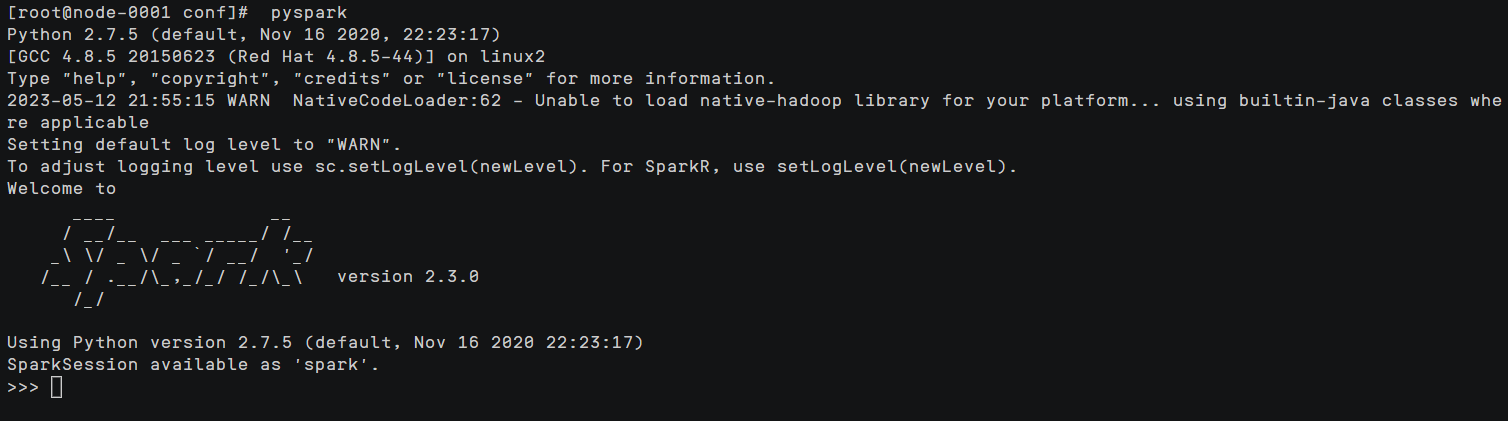 [root@node-0001 conf]#  pyspark
Python 2.7.5 (default, Nov 16 2020, 22:23:17)
[GCC 4.8.5 20150623 (Red Hat 4.8.5-44)] on linux2
Type "help", "copyright", "credits" or "license" for more information.
2023-05-12 21:55:15 WARN  NativeCodeLoader:62 - Unable to load native-hadoop library for your platform... using builtin-java classes whe
re applicable
Setting default log level to "WARN".
To adjust logging level use sc.setLogLevel(newLevel). For SparkR, use setLogLevel(newLevel).
Welcome to
      ____              __
     / __/__  ___ _____/ /__
    _\ \/ _ \/ _ `/ __/  '_/
   /__ / .__/\_,_/_/ /_/\_\   version 2.3.0
      /_/
Using Python version 2.7.5 (default, Nov 16 2020 22:23:17)
SparkSession available as 'spark'.
>>>